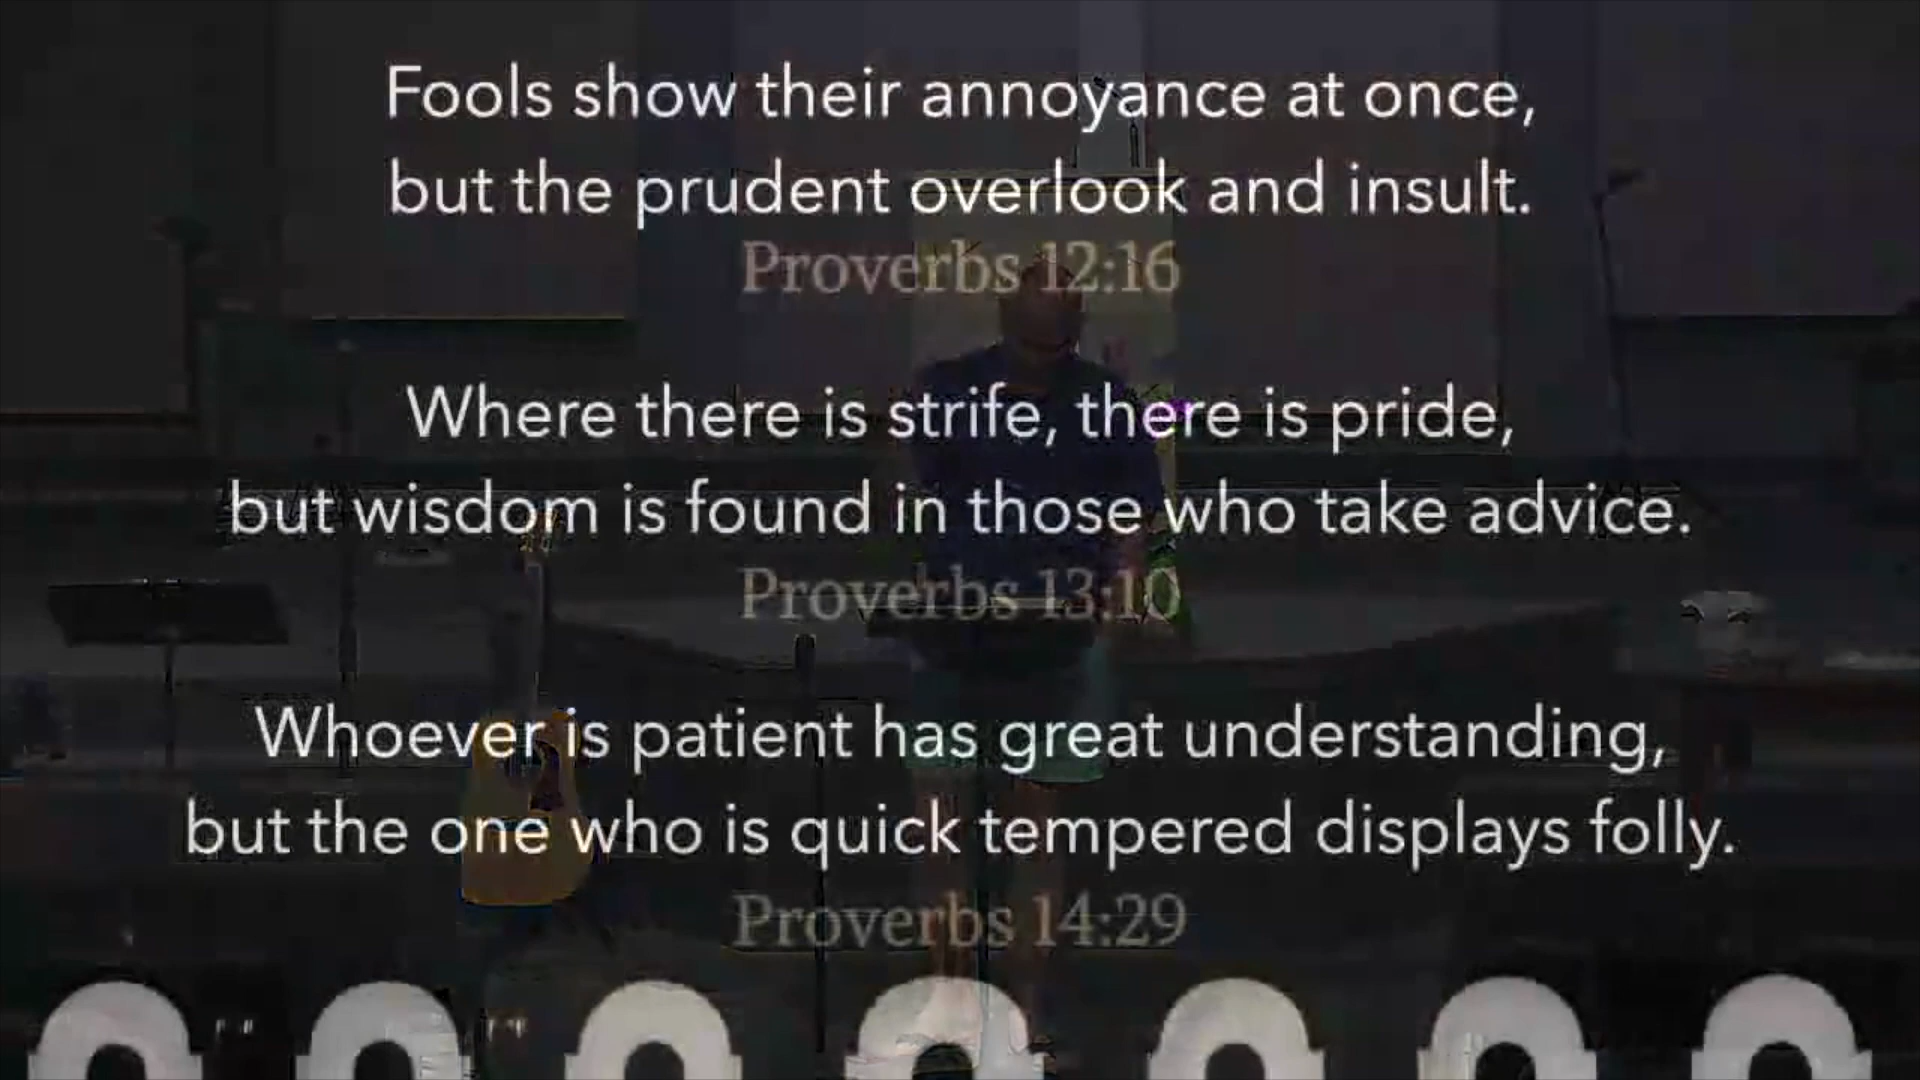 Fools show their annoyance at once,
but the prudent overlook and insult.
Proverbs 12:16
Where there is strife, there is pride,
but wisdom is found in those who take advice.
Proverbs 13:10
Whoever is patient has great understanding,
but the one who is quick tempered displays folly.
Proverbs 14:29